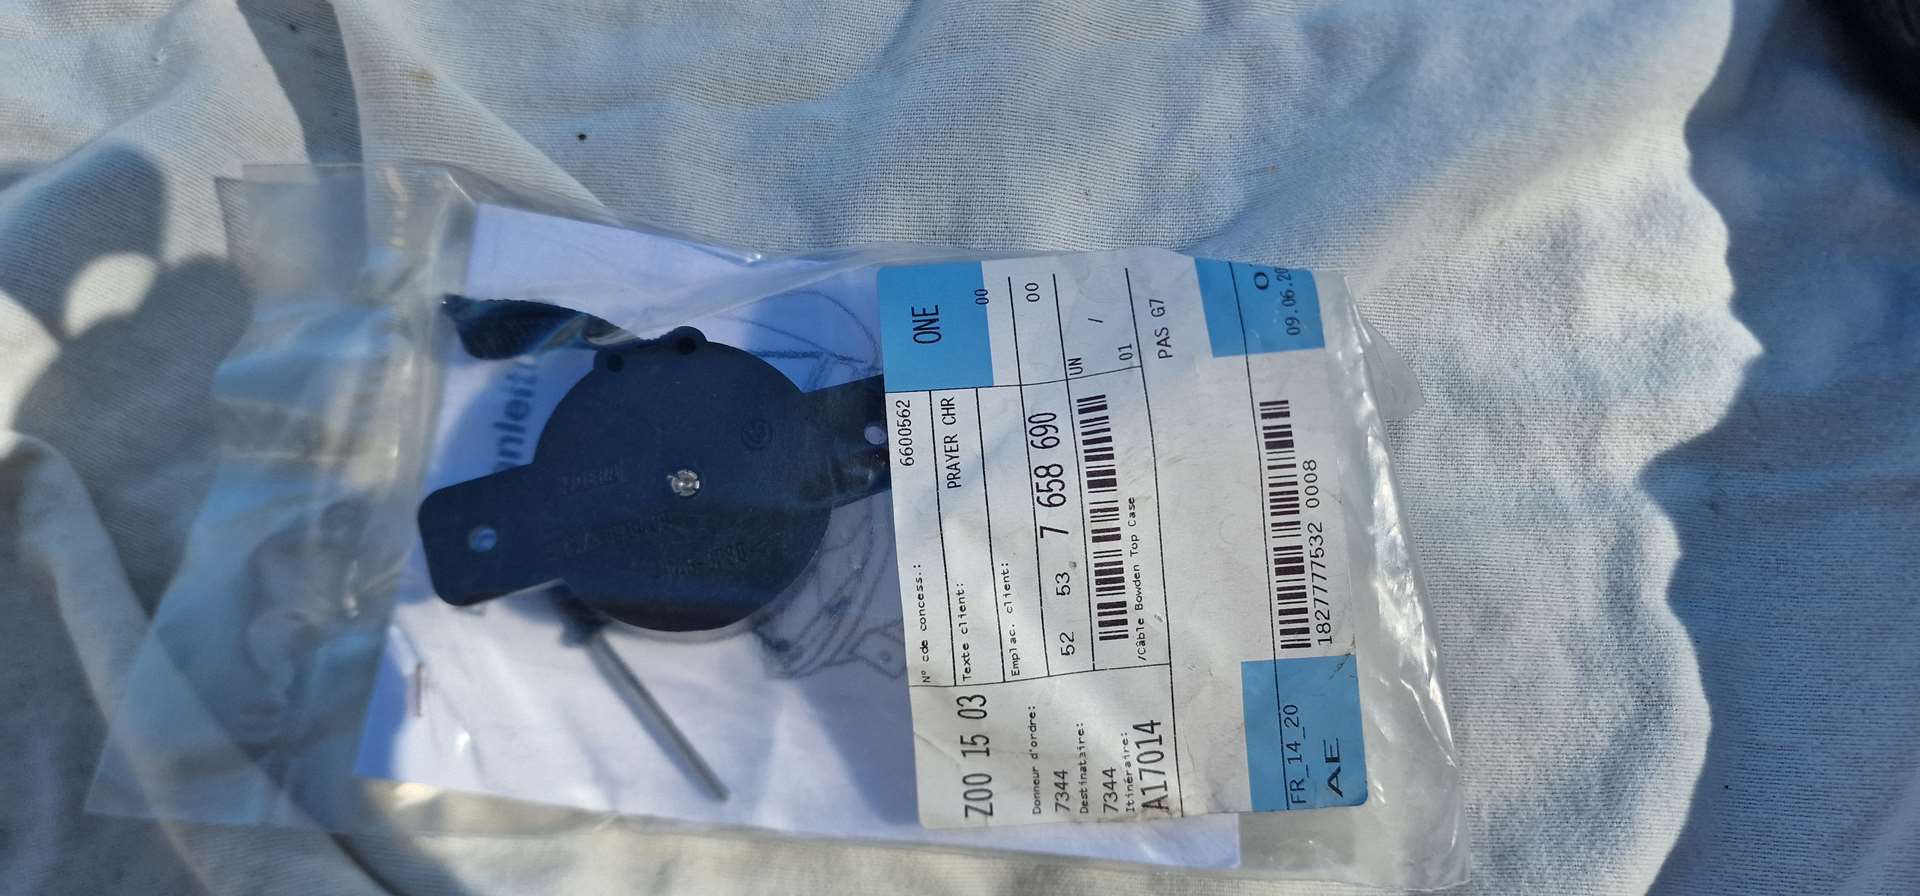 ONE
00
6600562
N° cde concess.:
PRAYER CHR
Texte client:
00
Emplac. client:
52 53 7 658 690
UN
/
01
/Câble Bowden Top Case
PAS G7
Z00 15 03
Donneur d'ordre:
7344
Destinataire:
7344
Itinéraire:
A17014
09.06.20
1827777532 0008
FR_14_20
AE